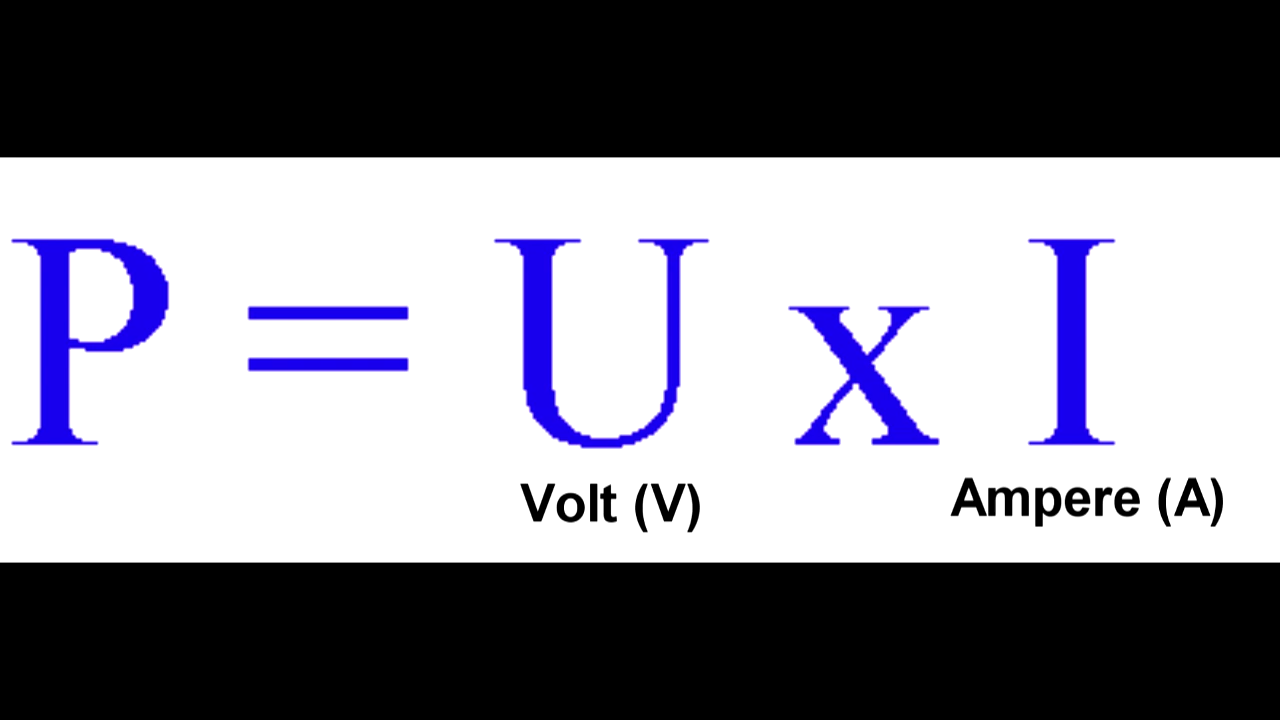 P = U x I
Volt (V) Ampere (A)